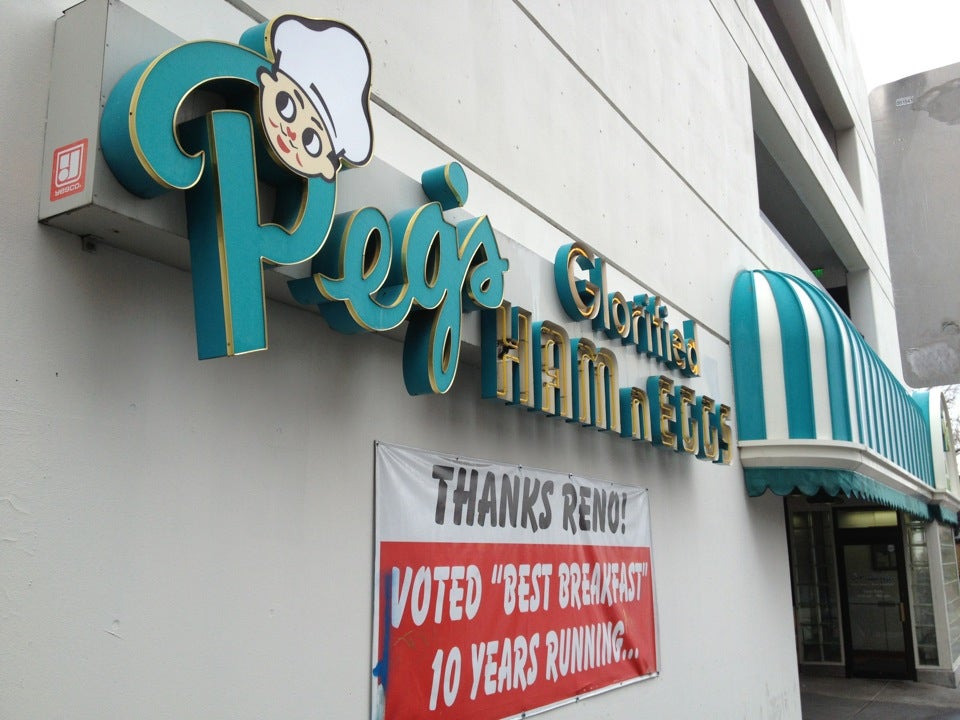 Peg's
Glorified
HAM n EGGS
YESCO.
THANKS RENO!
VOTED "BEST BREAKFAST"
10 YEARS RUNNING...